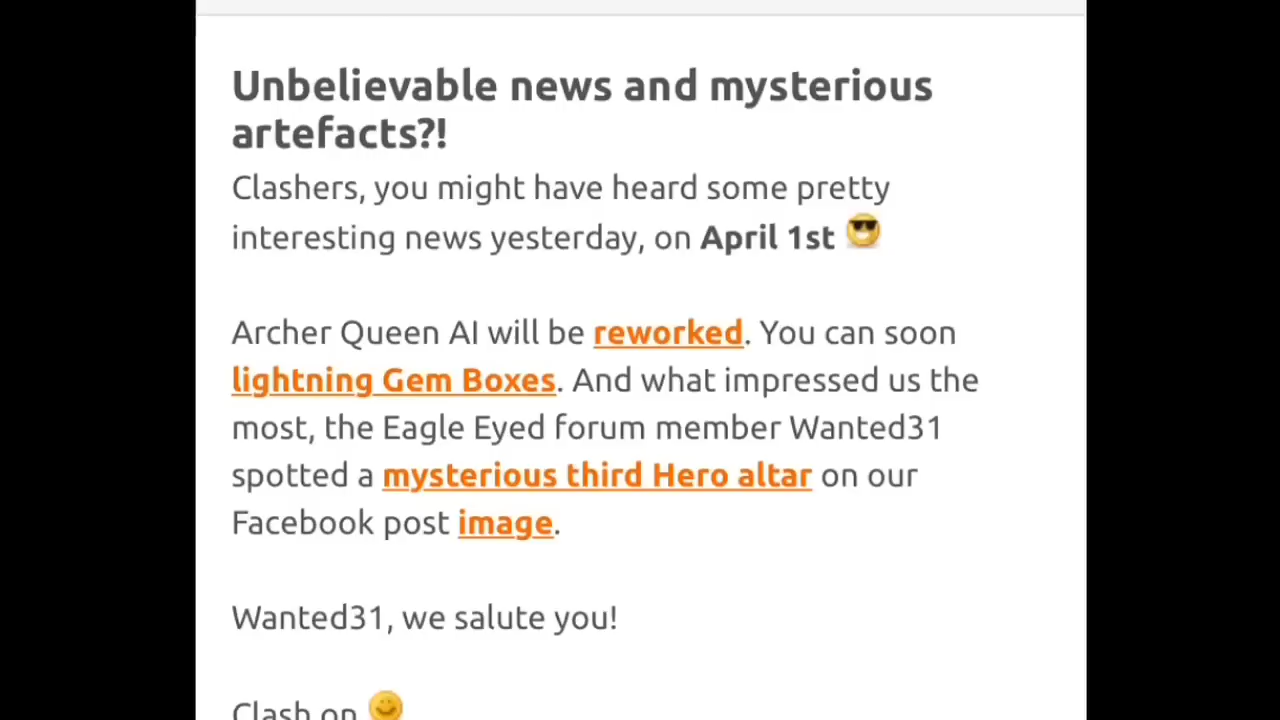 Unbelievable news and mysterious
artefacts?!
Clashers, you might have heard some pretty
interesting news yesterday, on April 1st
Archer Queen AI will be reworked. You can soon
lightning Gem Boxes. And what impressed us the
most, the Eagle Eyed forum member Wanted31
spotted a mysterious third Hero altar on our
Facebook post image.
Wanted31, we salute you!
Clash on